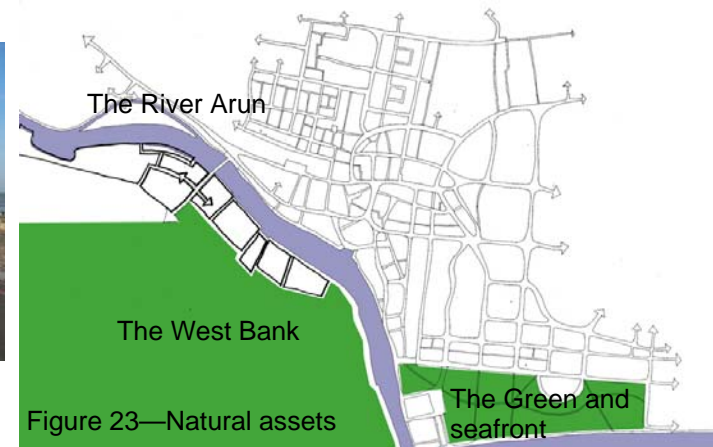 The River Arun
The West Bank
The Green and
seafront
Figure 23—Natural assets